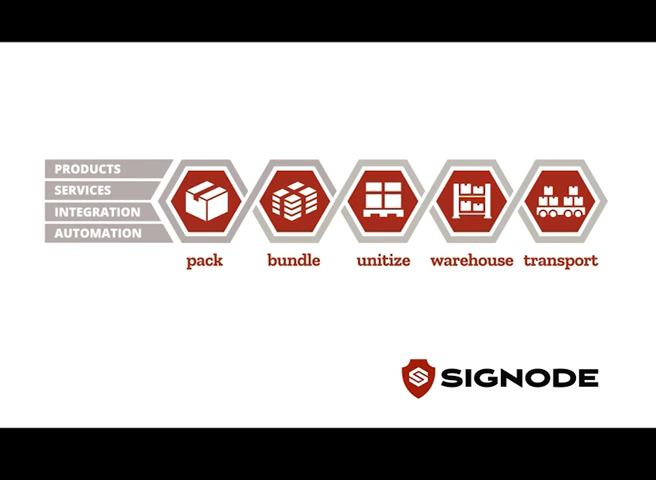 PRODUCTS
SERVICES
INTEGRATION
AUTOMATION
pack bundle unitize warehouse transport
SIGNODE